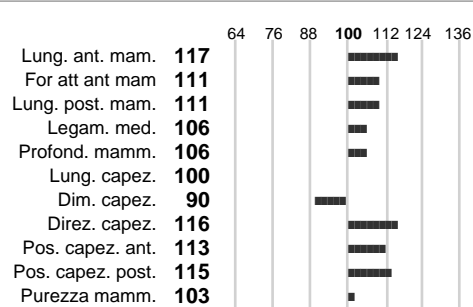 64 76 88 100 112 124 136
Lung. ant. mam. 117
For att ant mam 111
Lung. post. mam. 111
Legam. med. 106
Profond. mamm. 106
Lung. capez. 100
Dim. capez. 90
Direz. capez. 116
Pos. capez. ant. 113
Pos. capez. post. 115
Purezza mamm. 103